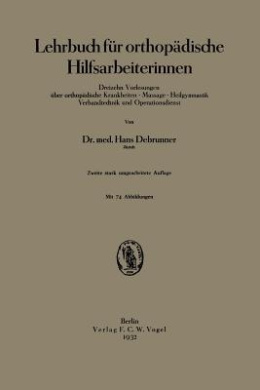 Lehrbuch für orthopädische
Hilfsarbeiterinnen
Dreizehn Vorlesungen
über orthopädische Krankheiten - Massage - Heilgymnastik
Verbandtechnik und Operationsdienst
Von
Dr. med. Hans Debrunner
Zweite stark umgearbeitete Auflage
Mit 74 Abbildungen
Berlin
Verlag F. C. W. Vogel
1932